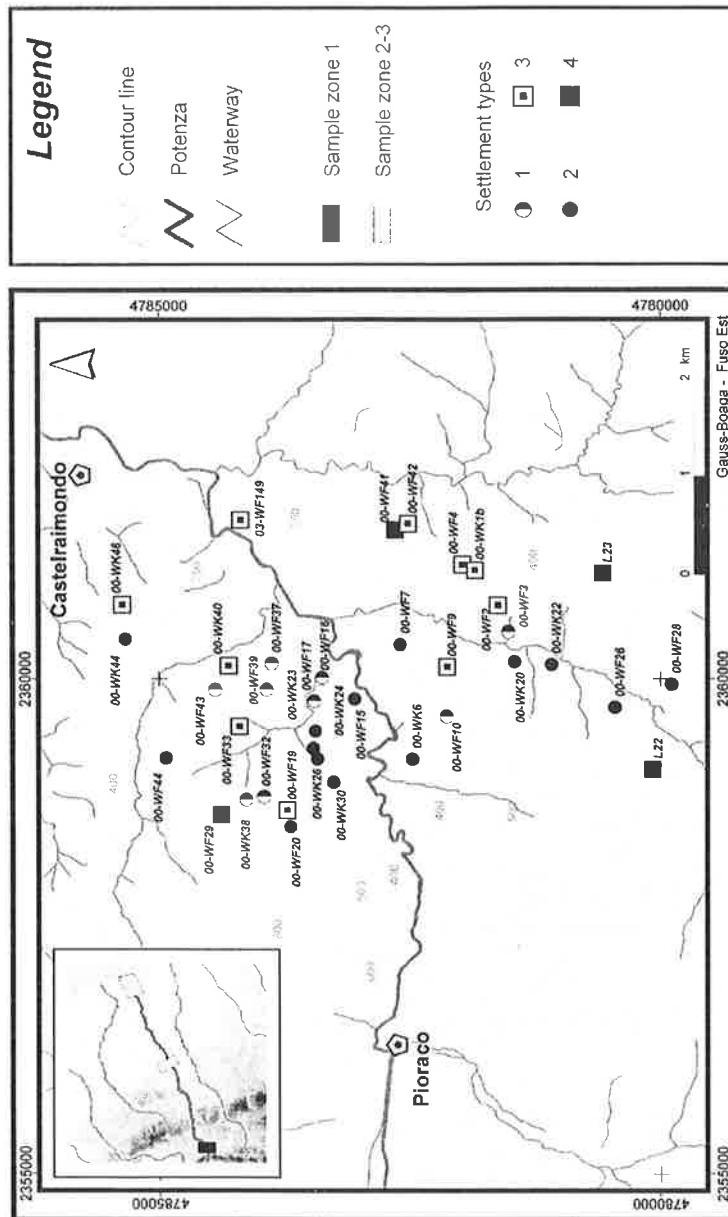 Legend
Contour line
Potenza
Waterway
Sample zone 1
Sample zone 2-3
Settlement types
1
3
2
4
2355000
2360000
4785000
4785000
4780000
4780000
Castelraimondo
Pioraco
00-WK46
00-WK44
03-WF149
00-WF44
00-WK40
00-WF43
00-WF39
00-WF37
00-WF33
00-WF32
00-WF29
00-WK38
00-WF19
00-WF20
00-WK23
00-WF17
00-WF16
00-WK24
00-WK26
00-WK30
00-WF15
00-WF41
00-WF42
00-WF7
00-WK6
00-WF4
00-WK1b
00-WF9
00-WF10
00-WF2
00-WF3
00-WK20
00-WK22
L23
00-WF26
00-WF28
L22
400
400
400
400
500
0
1
2 km
Gauss-Boaga - Fuso Est